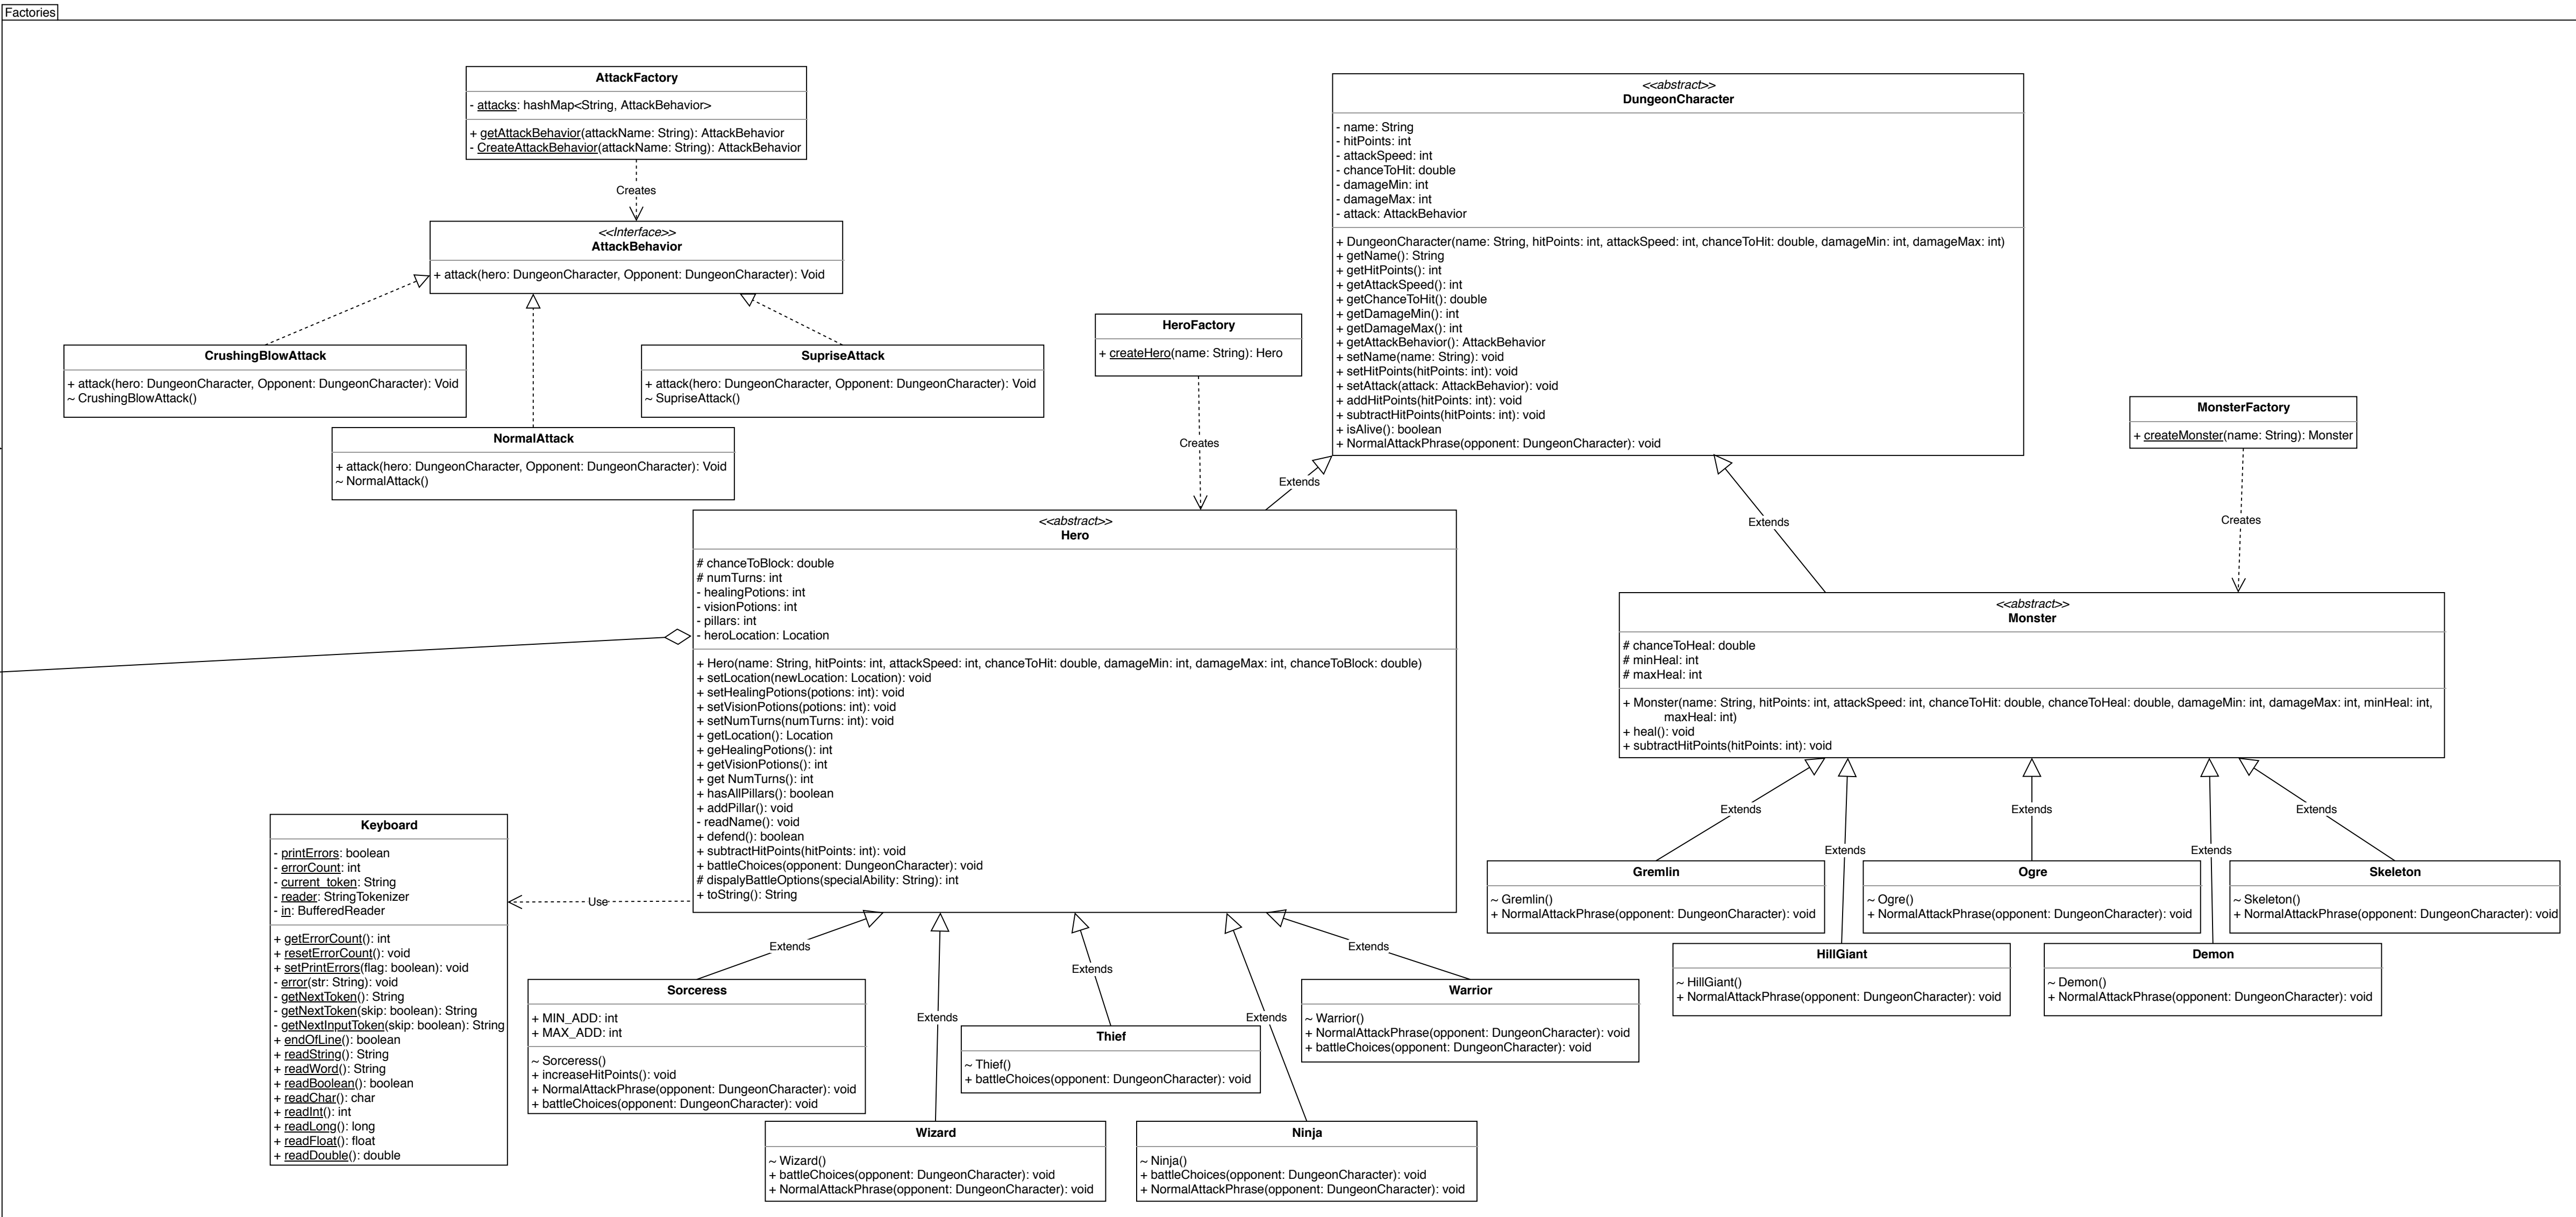 Factories
AttackFactory
- attacks: hashMap<String, AttackBehavior>
+ getAttackBehavior(attackName: String): AttackBehavior
- CreateAttackBehavior(attackName: String): AttackBehavior
Creates
<<Interface>>
AttackBehavior
+ attack(hero: DungeonCharacter, Opponent: DungeonCharacter): Void
CrushingBlowAttack
+ attack(hero: DungeonCharacter, Opponent: DungeonCharacter): Void
~ CrushingBlowAttack()
SupriseAttack
+ attack(hero: DungeonCharacter, Opponent: DungeonCharacter): Void
~ SupriseAttack()
NormalAttack
+ attack(hero: DungeonCharacter, Opponent: DungeonCharacter): Void
~ NormalAttack()
HeroFactory
+ createHero(name: String): Hero
Creates
<<abstract>>
DungeonCharacter
- name: String
- hitPoints: int
- attackSpeed: int
- chanceToHit: double
- damageMin: int
- damageMax: int
- attack: AttackBehavior
+ DungeonCharacter(name: String, hitPoints: int, attackSpeed: int, chanceToHit: double, damageMin: int, damageMax: int)
+ getName(): String
+ getHitPoints(): int
+ getAttackSpeed(): int
+ getChanceToHit(): double
+ getDamageMin(): int
+ getDamageMax(): int
+ getAttackBehavior(): AttackBehavior
+ setName(name: String): void
+ setHitPoints(hitPoints: int): void
+ setAttack(attack: AttackBehavior): void
+ addHitPoints(hitPoints: int): void
+ subtractHitPoints(hitPoints: int): void
+ isAlive(): boolean
+ NormalAttackPhrase(opponent: DungeonCharacter): void
MonsterFactory
+ createMonster(name: String): Monster
Creates
Extends
Extends
<<abstract>>
Hero
# chanceToBlock: double
# numTurns: int
- healingPotions: int
- visionPotions: int
- pillars: int
- heroLocation: Location
+ Hero(name: String, hitPoints: int, attackSpeed: int, chanceToHit: double, damageMin: int, damageMax: int, chanceToBlock: double)
+ setLocation(newLocation: Location): void
+ setHealingPotions(potions: int): void
+ setVisionPotions(potions: int): void
+ setNumTurns(numTurns: int): void
+ getLocation(): Location
+ geHealingPotions(): int
+ getVisionPotions(): int
+ get NumTurns(): int
+ hasAllPillars(): boolean
+ addPillar(): void
- readName(): void
+ defend(): boolean
+ subtractHitPoints(hitPoints: int): void
+ battleChoices(opponent: DungeonCharacter): void
# dispalyBattleOptions(specialAbility: String): int
+ toString(): String
<<abstract>>
Monster
# chanceToHeal: double
# minHeal: int
# maxHeal: int
+ Monster(name: String, hitPoints: int, attackSpeed: int, chanceToHit: double, chanceToHeal: double, damageMin: int, damageMax: int, minHeal: int,
maxHeal: int)
+ heal(): void
+ subtractHitPoints(hitPoints: int): void
Keyboard
- printErrors: boolean
- errorCount: int
- current_token: String
- reader: StringTokenizer
- in: BufferedReader
+ getErrorCount(): int
+ resetErrorCount(): void
+ setPrintErrors(flag: boolean): void
- error(str: String): void
- getNextToken(): String
- getNextToken(skip: boolean): String
- getNextInputToken(skip: boolean): String
+ endOfLine(): boolean
+ readString(): String
+ readWord(): String
+ readBoolean(): boolean
+ readChar(): char
+ readInt(): int
+ readLong(): long
+ readFloat(): float
+ readDouble(): double
Use
Extends
Extends
Extends
Extends
Extends
Sorceress
+ MIN_ADD: int
+ MAX_ADD: int
~ Sorceress()
+ increaseHitPoints(): void
+ NormalAttackPhrase(opponent: DungeonCharacter): void
+ battleChoices(opponent: DungeonCharacter): void
Thief
~ Thief()
+ battleChoices(opponent: DungeonCharacter): void
Warrior
~ Warrior()
+ NormalAttackPhrase(opponent: DungeonCharacter): void
+ battleChoices(opponent: DungeonCharacter): void
Wizard
~ Wizard()
+ battleChoices(opponent: DungeonCharacter): void
+ NormalAttackPhrase(opponent: DungeonCharacter): void
Ninja
~ Ninja()
+ battleChoices(opponent: DungeonCharacter): void
+ NormalAttackPhrase(opponent: DungeonCharacter): void
Extends
Extends
Extends
Extends
Extends
Gremlin
~ Gremlin()
+ NormalAttackPhrase(opponent: DungeonCharacter): void
Ogre
~ Ogre()
+ NormalAttackPhrase(opponent: DungeonCharacter): void
Skeleton
~ Skeleton()
+ NormalAttackPhrase(opponent: DungeonCharacter): void
HillGiant
~ HillGiant()
+ NormalAttackPhrase(opponent: DungeonCharacter): void
Demon
~ Demon()
+ NormalAttackPhrase(opponent: DungeonCharacter): void